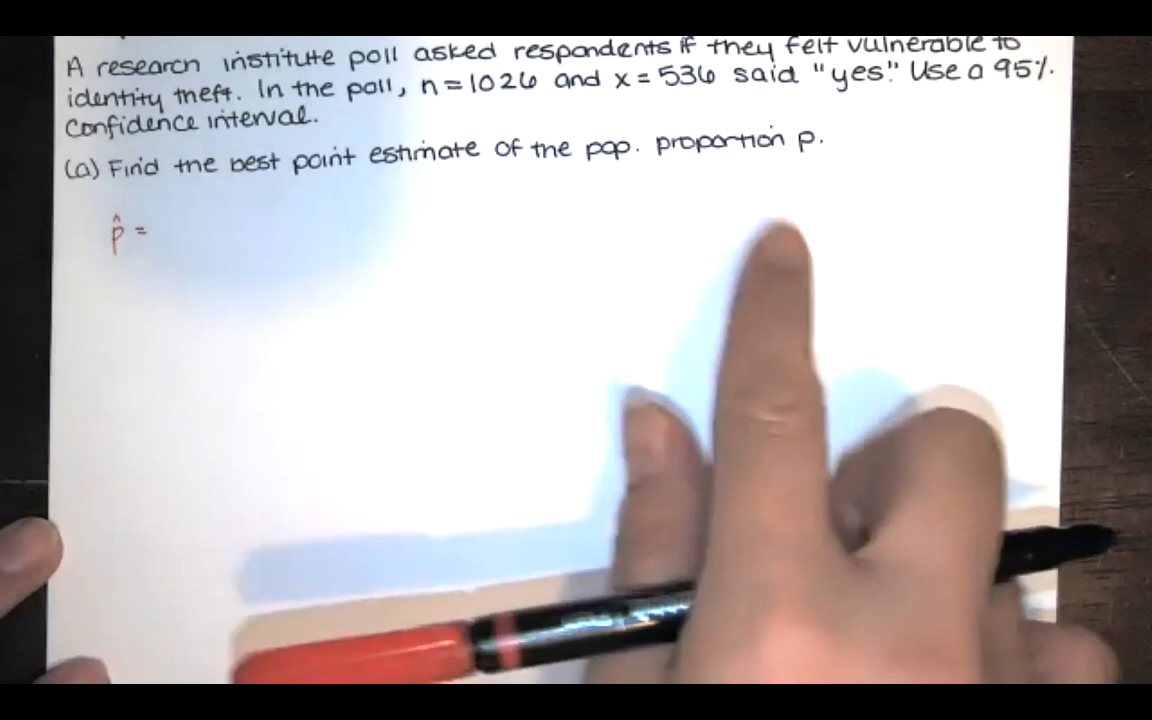 A research institute poll asked respondents if they felt vulnerable to
identity theft. In the poll, n = 1026 and x = 536 said "yes." Use a 95%
confidence interval.
(a) Find the best point estimate of the pop. proportion p.
p̂ =